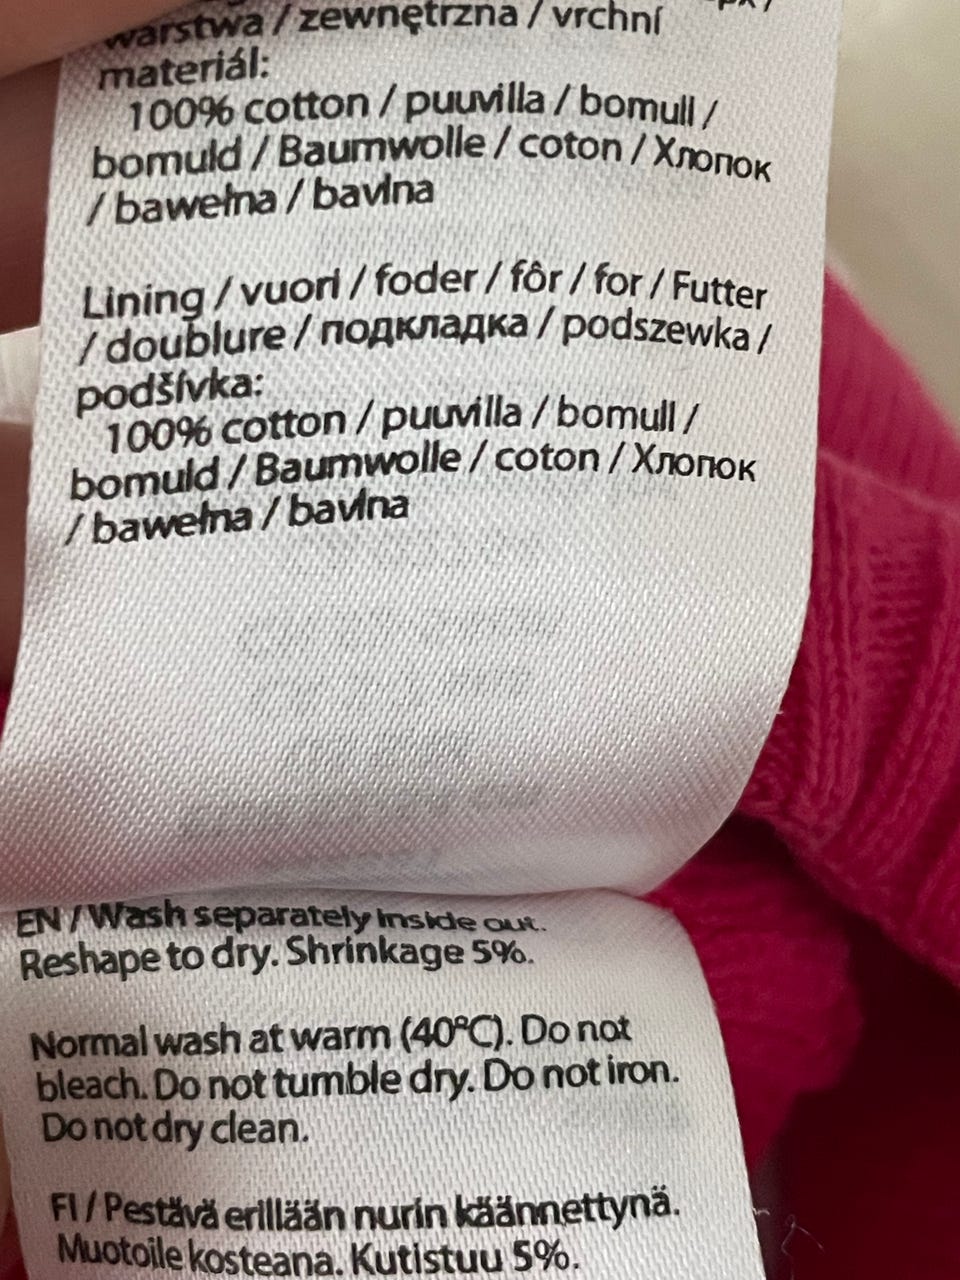 warstwa / zewnętrzna / vrchní
materiál:
100% cotton / puuvilla / bomull /
bomuld / Baumwolle / coton / Хлопок
/ bawełna / bavlna
Lining / vuori / foder / fôr / for / Futter
/ doublure / подкладка / podszewka /
podšívka:
100% cotton / puuvilla / bomull /
bomuld / Baumwolle / coton / Хлопок
/ bawełna / bavlna
EN / Wash separately inside out.
Reshape to dry. Shrinkage 5%.
Normal wash at warm (40°C). Do not
bleach. Do not tumble dry. Do not iron.
Do not dry clean.
FI / Pestävä erillään nurin käännettynä.
Muotoile kosteana. Kutistuu 5%.